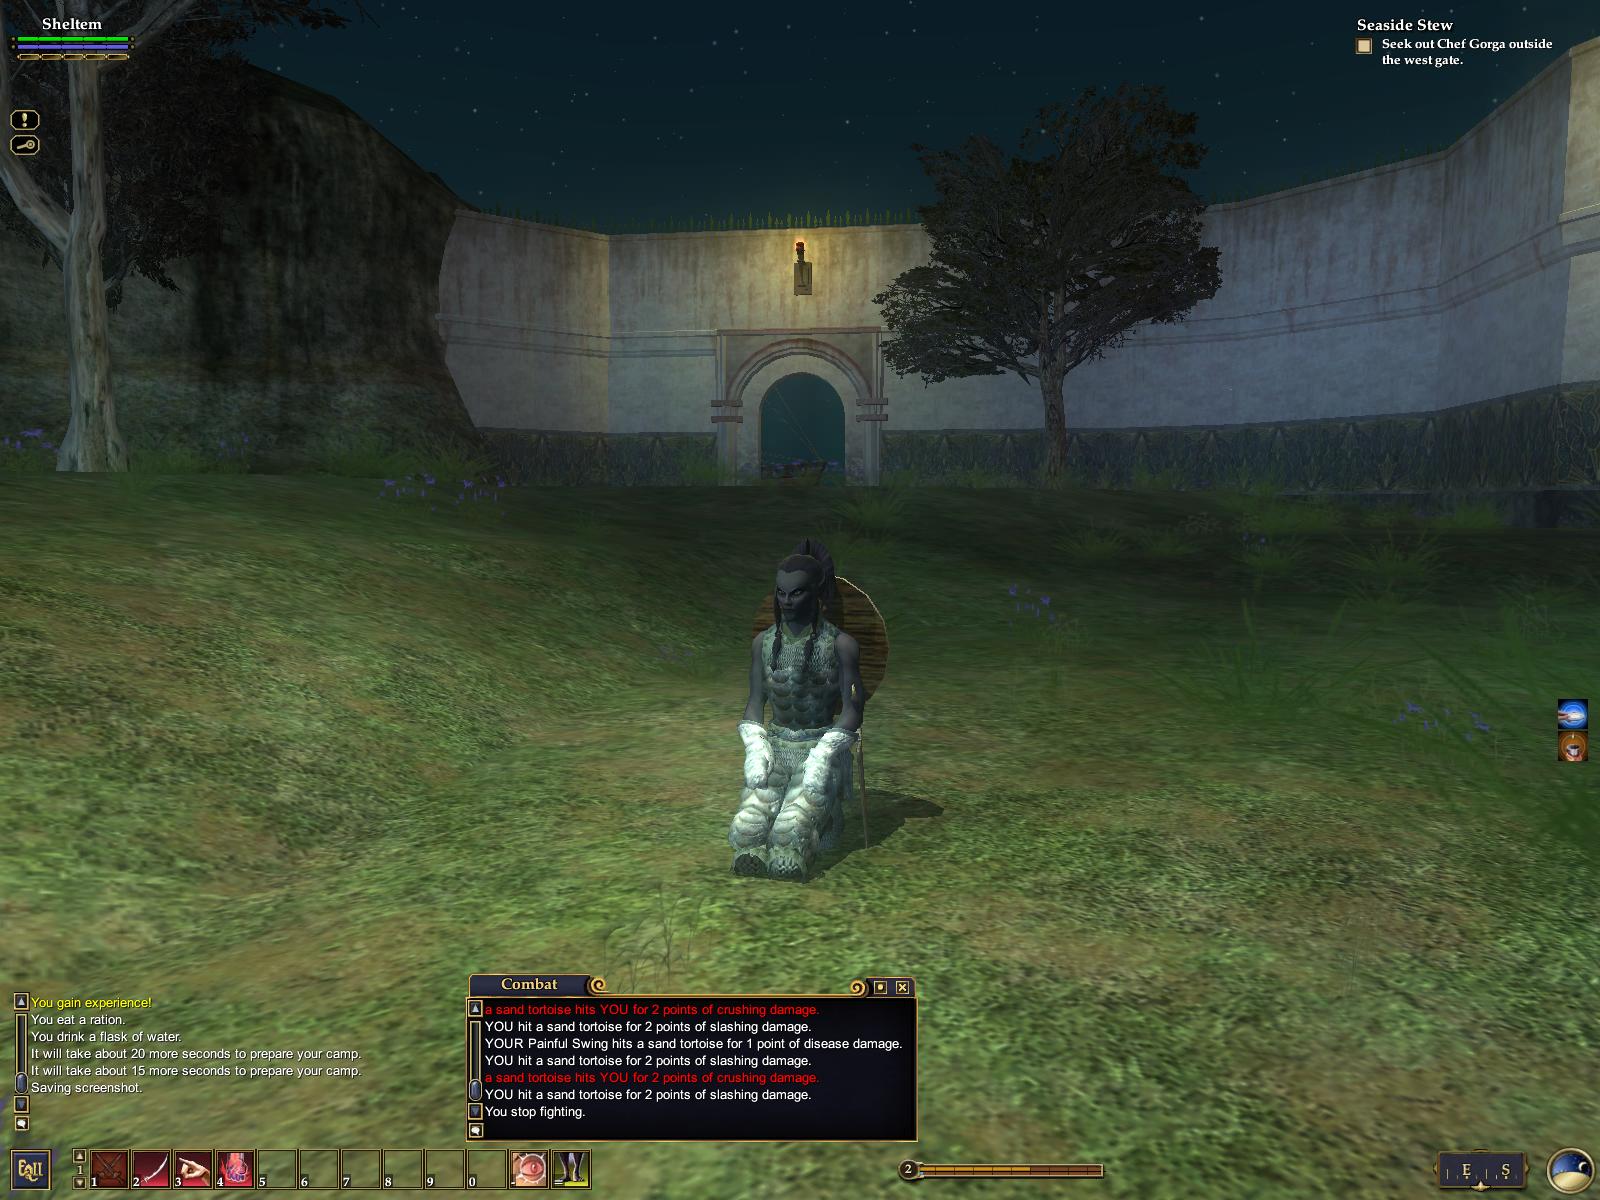 Sheltem
Seaside Stew
Seek out Chef Gorga outside
the west gate.
You gain experience!
You eat a ration.
You drink a flask of water.
It will take about 20 more seconds to prepare your camp.
It will take about 15 more seconds to prepare your camp.
Saving screenshot.
Combat
a sand tortoise hits YOU for 2 points of crushing damage.
YOU hit a sand tortoise for 2 points of slashing damage.
YOUR Painful Swing hits a sand tortoise for 1 point of disease damage.
YOU hit a sand tortoise for 2 points of slashing damage.
a sand tortoise hits YOU for 2 points of crushing damage.
YOU hit a sand tortoise for 2 points of slashing damage.
You stop fighting.
EQII
1
1 2 3 4 5 6 7 8 9 0 - =
2
E S